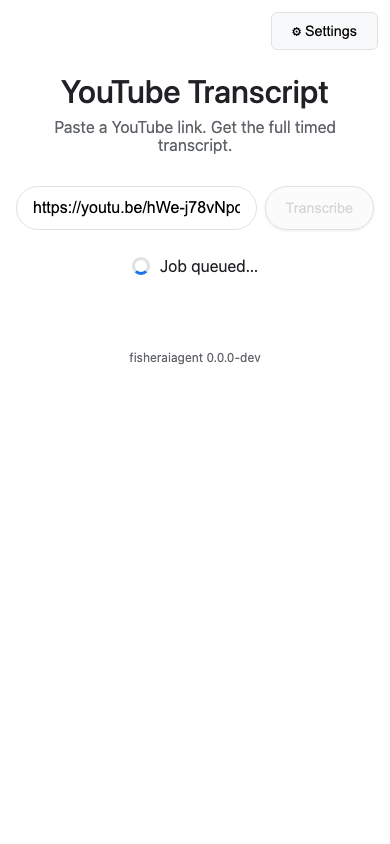 ⚙ Settings
YouTube Transcript
Paste a YouTube link. Get the full timed
transcript.
https://youtu.be/hWe-j78vNpc
Transcribe
Job queued...
fisheraiagent 0.0.0-dev